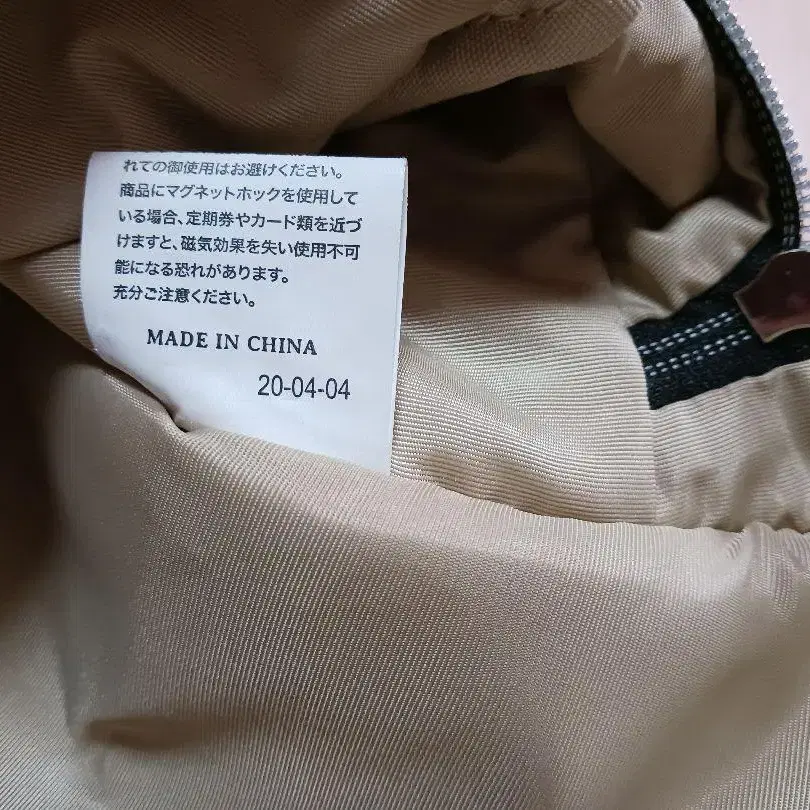 れての御使用はお避けください。
商品にマグネットホックを使用して
いる場合、定期券やカード類を近づ
けますと、磁気効果を失い使用不可
能になる恐れがあります。
充分ご注意ください。
MADE IN CHINA
20-04-04